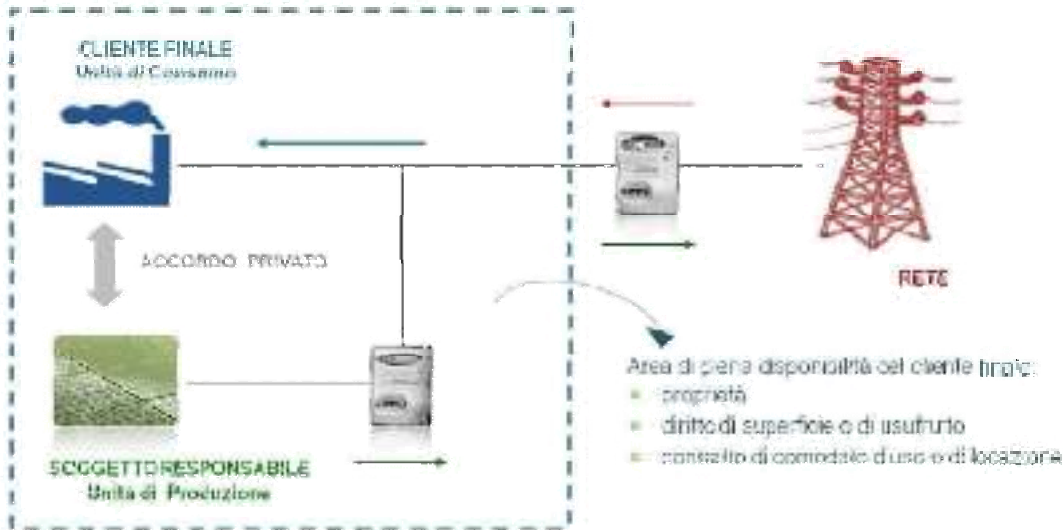 CLIENTE FINALE
Unità di Consumo
ACCORDO PRIVATO
RETE
Area di piena disponibilità del cliente finale:
proprietà
diritto di superficie o di usufrutto
contratto di comodato d'uso o di locazione
SOGGETTO RESPONSABILE
Unità di Produzione